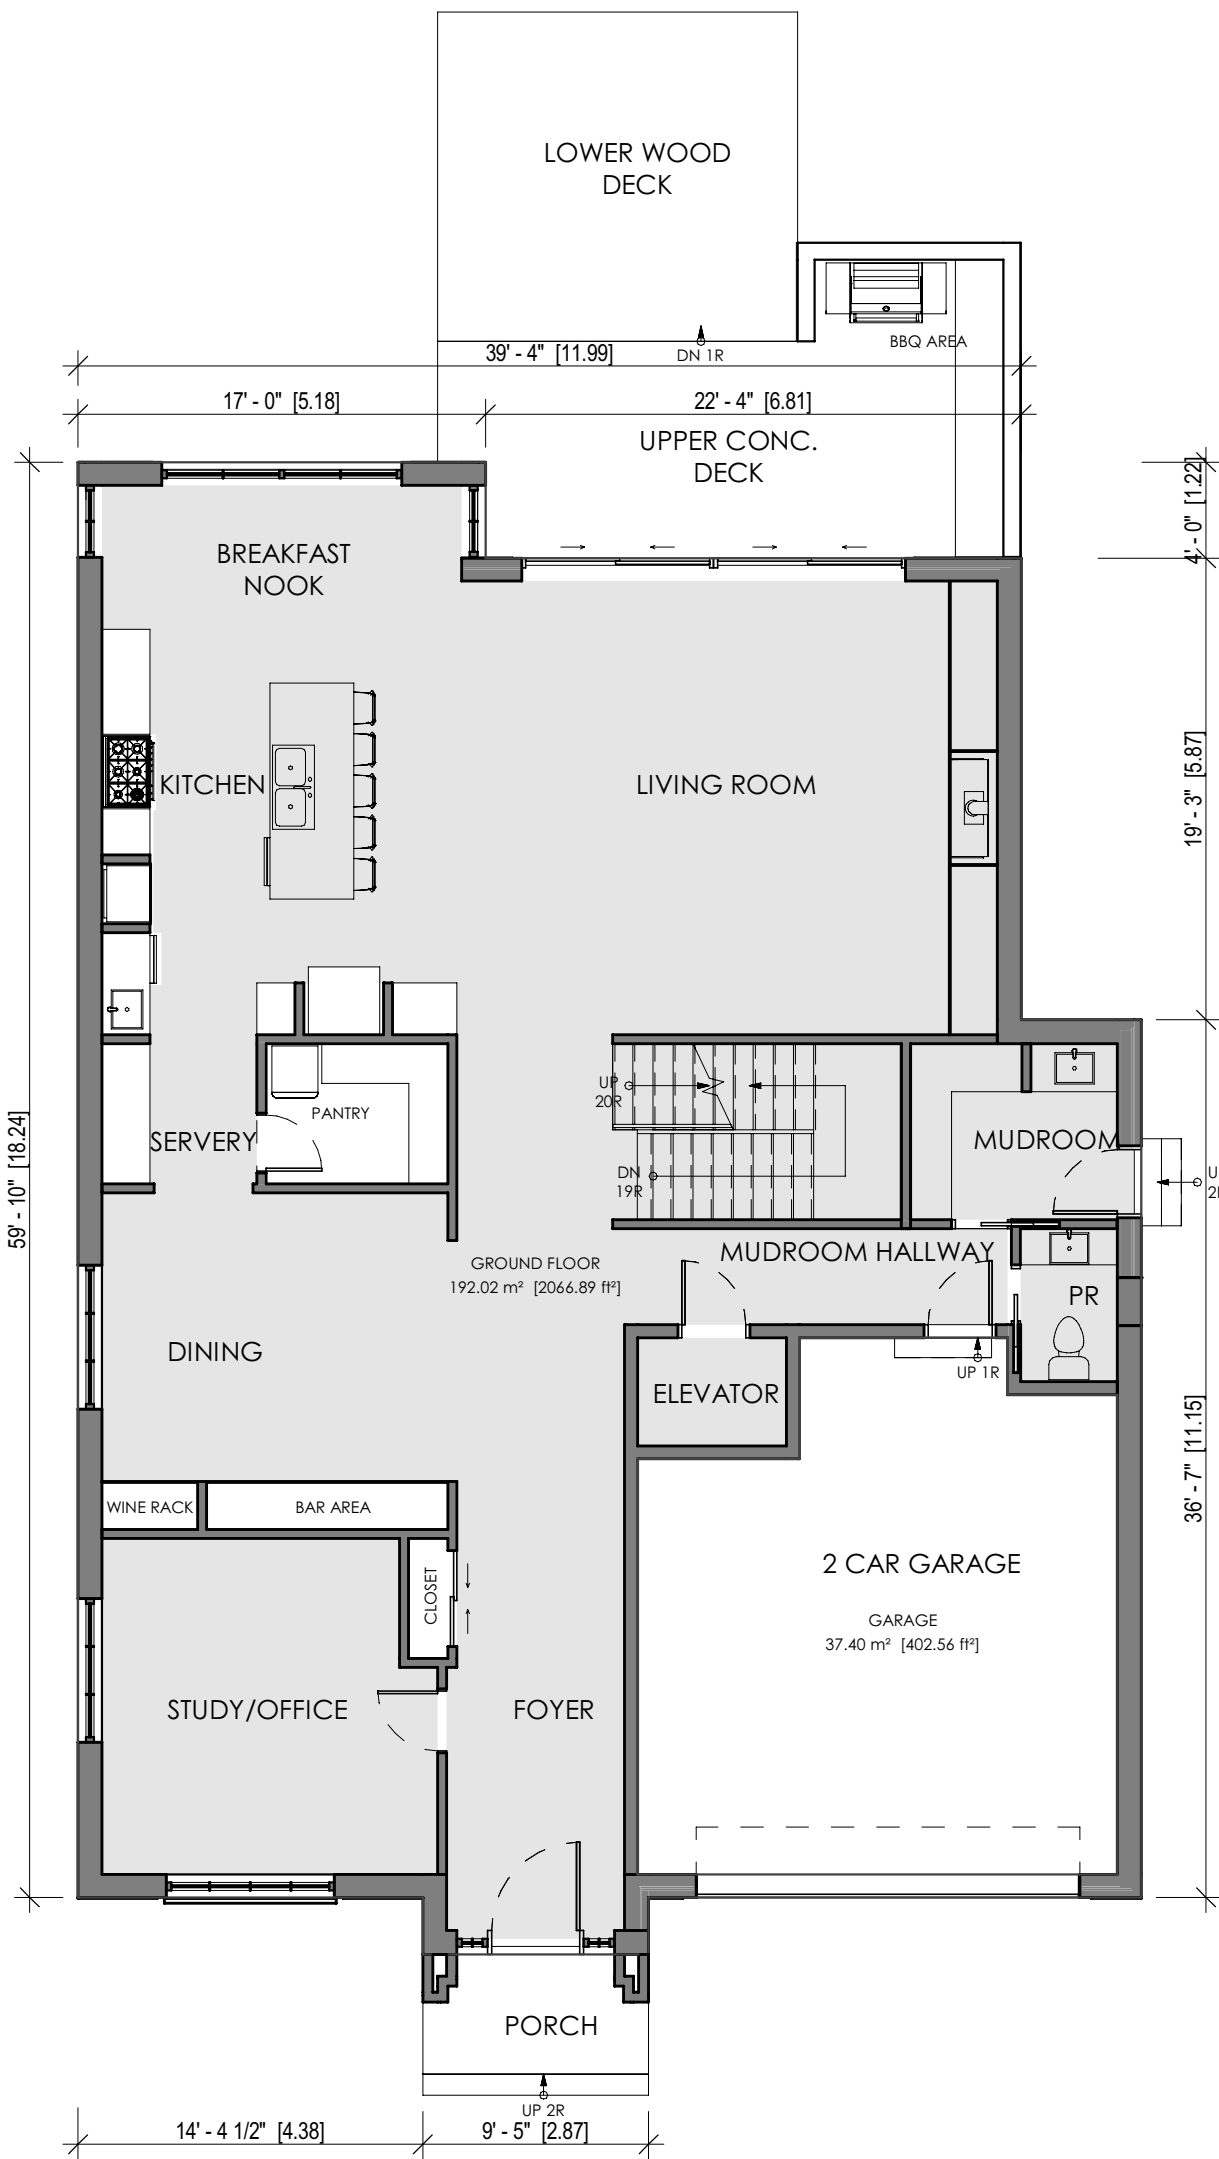 LOWER WOOD
DECK
BBQ AREA
DN 1R
39' - 4" [11.99]
17' - 0" [5.18]
22' - 4" [6.81]
UPPER CONC.
DECK
4' - 0" [1.22]
BREAKFAST
NOOK
KITCHEN
LIVING ROOM
19' - 3" [5.87]
UP
20R
PANTRY
SERVERY
MUDROOM
59' - 10" [18.24]
DN
19R
MUDROOM HALLWAY
GROUND FLOOR
192.02 m² [2066.89 ft²]
PR
DINING
UP 1R
ELEVATOR
36' - 7" [11.15]
WINE RACK
BAR AREA
2 CAR GARAGE
CLOSET
GARAGE
37.40 m² [402.56 ft²]
STUDY/OFFICE
FOYER
PORCH
UP 2R
14' - 4 1/2" [4.38]
9' - 5" [2.87]